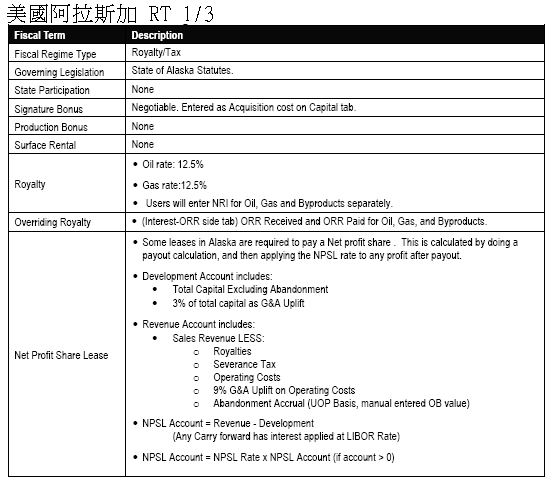 美國阿拉斯加 RT 1/3
Fiscal Term Description
Fiscal Regime Type Royalty/Tax
Governing Legislation State of Alaska Statutes.
State Participation None
Signature Bonus Negotiable. Entered as Acquisition cost on Capital tab.
Production Bonus None
Surface Rental None
Royalty
• Oil rate: 12.5%
• Gas rate:12.5%
• Users will enter NRI for Oil, Gas and Byproducts separately.
Overriding Royalty • (Interest-ORR side tab) ORR Received and ORR Paid for Oil, Gas, and Byproducts.
Net Profit Share Lease
• Some leases in Alaska are required to pay a Net profit share . This is calculated by doing a
payout calculation, and then applying the NPSL rate to any profit after payout.
• Development Account includes:
• Total Capital Excluding Abandonment
• 3% of total capital as G&A Uplift
• Revenue Account includes:
• Sales Revenue LESS:
o Royalties
o Severance Tax
o Operating Costs
o 9% G&A Uplift on Operating Costs
o Abandonment Accrual (UOP Basis, manual entered OB value)
• NPSL Account = Revenue - Development
(Any Carry forward has interest applied at LIBOR Rate)
• NPSL Account = NPSL Rate x NPSL Account (if account > 0)